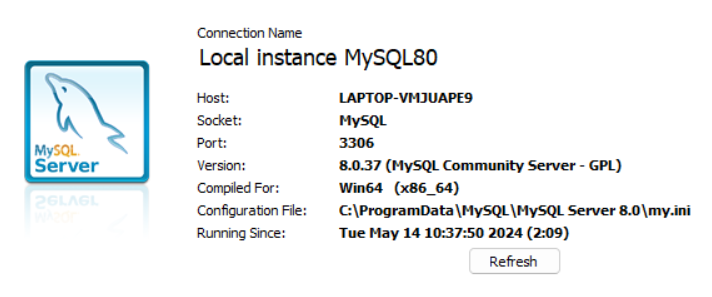 Connection Name
Local instance MySQL80
Host: LAPTOP-VMJUAPE9
Socket: MySQL
Port: 3306
Version: 8.0.37 (MySQL Community Server - GPL)
Compiled For: Win64 (x86_64)
Configuration File: C:\ProgramData\MySQL\MySQL Server 8.0\my.ini
Running Since: Tue May 14 10:37:50 2024 (2:09)
Refresh
MySQL
Server